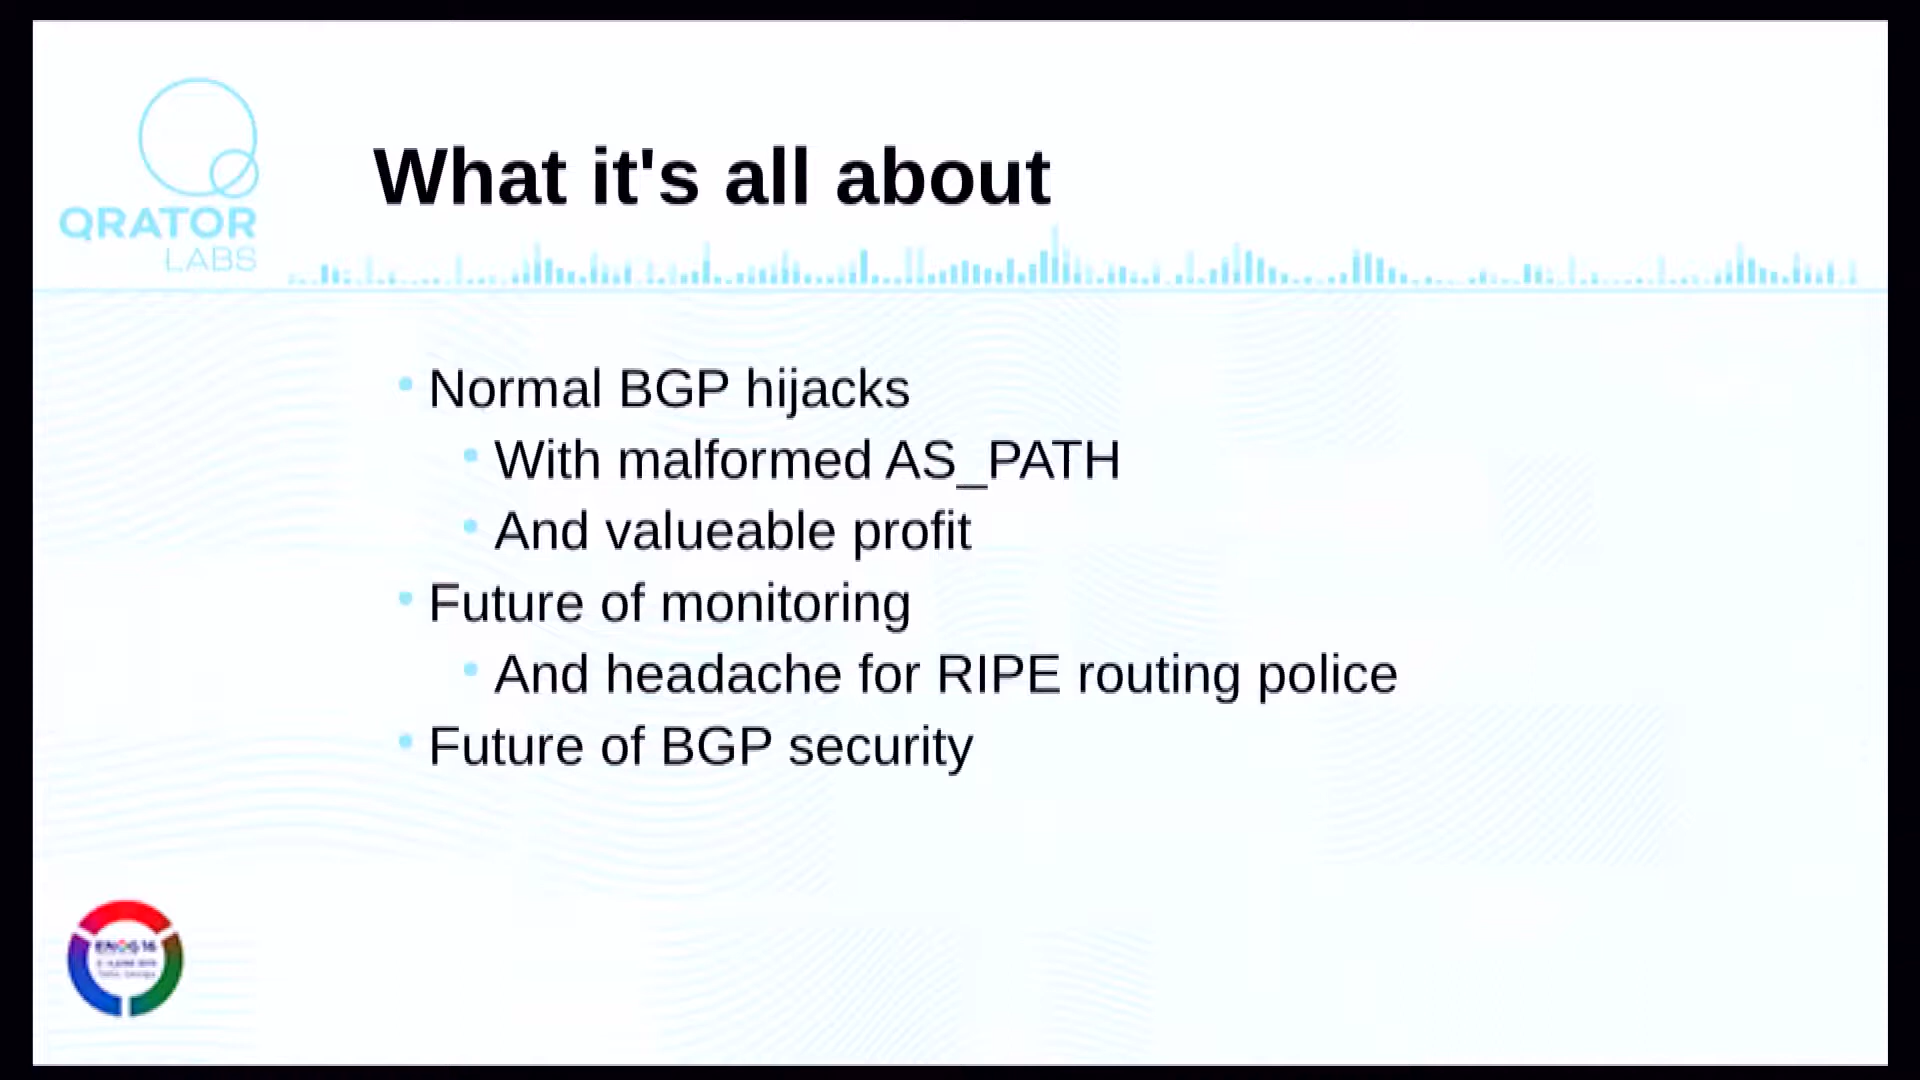 QRATOR
LABS
What it's all about
Normal BGP hijacks
With malformed AS_PATH
And valueable profit
Future of monitoring
And headache for RIPE routing police
Future of BGP security
ENOG16